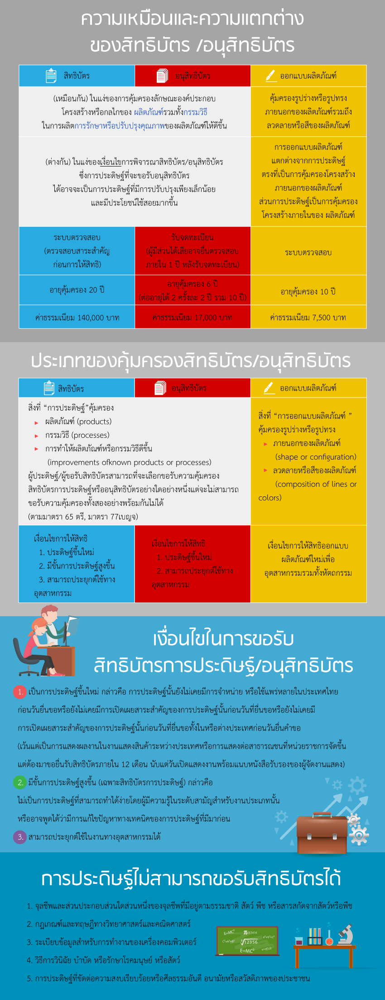 ความเหมือนและความแตกต่าง
ของสิทธิบัตร /อนุสิทธิบัตร
สิทธิบัตร
อนุสิทธิบัตร
ออกแบบผลิตภัณฑ์
(เหมือนกัน) ในแง่ของการคุ้มครองลักษณะองค์ประกอบ
โครงสร้างหรือกลไกของ ผลิตภัณฑ์รวมทั้งกรรมวิธี
ในการผลิตการรักษาหรือปรับปรุงคุณภาพของผลิตภัณฑ์ให้ดีขึ้น
คุ้มครองรูปร่างหรือรูปทรง
ภายนอกของผลิตภัณฑ์รวมถึง
ลวดลายหรือสีของผลิตภัณฑ์
(ต่างกัน) ในแง่ของเงื่อนไขการพิจารณาสิทธิบัตร/อนุสิทธิบัตร
ซึ่งการประดิษฐ์ที่จะขอรับอนุสิทธิบัตร
ได้อาจจะเป็นการประดิษฐ์ที่มีการปรับปรุงเพียงเล็กน้อย
และมีประโยชน์ใช้สอยมากขึ้น
การออกแบบผลิตภัณฑ์
แตกต่างจากการประดิษฐ์
ตรงที่เป็นการคุ้มครองโครงสร้าง
ภายนอกของผลิตภัณฑ์
ส่วนการประดิษฐ์เป็นการคุ้มครอง
โครงสร้างภายในของ ผลิตภัณฑ์
ระบบตรวจสอบ
(ตรวจสอบสาระสำคัญ
ก่อนการให้สิทธิ)
รับจดทะเบียน
(ผู้มีส่วนได้เสียอาจยื่นตรวจสอบ
ภายใน 1 ปี หลังรับจดทะเบียน)
ระบบตรวจสอบ
อายุคุ้มครอง 20 ปี
อายุคุ้มครอง 6 ปี
(ต่ออายุได้ 2 ครั้งละ 2 ปี รวม 10 ปี)
อายุคุ้มครอง 10 ปี
ค่าธรรมเนียม 140,000 บาท
ค่าธรรมเนียม 17,000 บาท
ค่าธรรมเนียม 7,500 บาท
ประเภทของคุ้มครองสิทธิบัตร/อนุสิทธิบัตร
สิทธิบัตร
อนุสิทธิบัตร
ออกแบบผลิตภัณฑ์
สิ่งที่ “การประดิษฐ์”คุ้มครอง
ผลิตภัณฑ์ (products)
กรรมวิธี (processes)
การทำให้ผลิตภัณฑ์หรือกรรมวิธีดีขึ้น
(improvements ofknown products or processes)
ผู้ประดิษฐ์/ผู้ขอรับสิทธิบัตรสามารถที่จะเลือกขอรับความคุ้มครอง
สิทธิบัตรการประดิษฐ์หรืออนุสิทธิบัตรอย่างใดอย่างหนึ่งแต่จะไม่สามารถ
ขอรับความคุ้มครองทั้งสองอย่างพร้อมกันไม่ได้
(ตามมาตรา 65 ตรี, มาตรา 77เบญจ)
สิ่งที่ “การออกแบบผลิตภัณฑ์ ”
คุ้มครองรูปร่างหรือรูปทรง
ภายนอกของผลิตภัณฑ์
(shape or configuration)
ลวดลายหรือสีของผลิตภัณฑ์
(composition of lines or
colors)
เงื่อนไขการให้สิทธิ
1. ประดิษฐ์ขึ้นใหม่
2. มีขั้นการประดิษฐ์สูงขึ้น
3. สามารถประยุกต์ใช้ทาง
อุตสาหกรรม
เงื่อนไขการให้สิทธิ
1. ประดิษฐ์ขึ้นใหม่
2. สามารถประยุกต์ใช้ทาง
อุตสาหกรรม
เงื่อนไขการให้สิทธิออกแบบ
ผลิตภัณฑ์ใหม่เพื่อ
อุตสาหกรรมรวมทั้งหัตถกรรม
เงื่อนไขในการขอรับ
สิทธิบัตรการประดิษฐ์/อนุสิทธิบัตร
1. เป็นการประดิษฐ์ขึ้นใหม่ กล่าวคือ การประดิษฐ์นั้นยังไม่เคยมีการจำหน่าย หรือใช้แพร่หลายในประเทศไทย
ก่อนวันยื่นขอหรือยังไม่เคยมีการเปิดเผยสาระสำคัญของการประดิษฐ์นั้นก่อนวันที่ยื่นขอหรือยังไม่เคยมี
การเปิดเผยสาระสำคัญของการประดิษฐ์นั้นก่อนวันที่ยื่นขอทั้งในหรือต่างประเทศก่อนวันยื่นคำขอ
(เว้นแต่เป็นการแสดงผลงานในงานแสดงสินค้าระหว่างประเทศหรือการแสดงต่อสาธารณชนที่หน่วยราชการจัดขึ้น
แต่ต้องมาขอยื่นรับสิทธิบัตรภายใน 12 เดือน นับแต่วันเปิดแสดงงานพร้อมแนบหนังสือรับรองของผู้จัดงานแสดง)
2. มีขั้นการประดิษฐ์สูงขึ้น (เฉพาะสิทธิบัตรการประดิษฐ์) กล่าวคือ
ไม่เป็นการประดิษฐ์ที่สามารถทำได้ง่ายโดยผู้มีความรู้ในระดับสามัญสำหรับงานประเภทนั้น
หรืออาจพูดได้ว่ามีการแก้ไขปัญหาทางเทคนิคของการประดิษฐ์ที่มีมาก่อน
3. สามารถประยุกต์ใช้ในงานทางอุตสาหกรรมได้
การประดิษฐ์ไม่สามารถขอรับสิทธิบัตรได้
1. จุลชีพและส่วนประกอบส่วนใดส่วนหนึ่งของจุลชีพที่มีอยู่ตามธรรมชาติ สัตว์ พืช หรือสารสกัดจากสัตว์หรือพืช
2. กฎเกณฑ์และทฤษฎีทางวิทยาศาสตร์และคณิตศาสตร์
3. ระเบียบข้อมูลสำหรับการทำงานของเครื่องคอมพิวเตอร์
4. วิธีการวินิฉัย บำบัด หรือรักษาโรคมนุษย์ หรือสัตว์
5. การประดิษฐ์ที่ขัดต่อความสงบเรียบร้อยหรือศีลธรรมอันดี อนามัยหรือสวัสดิภาพของประชาชน
E=MC²
π=3,1416
a²+b²=c²
C²+A²=B²
√12356
E=MC²